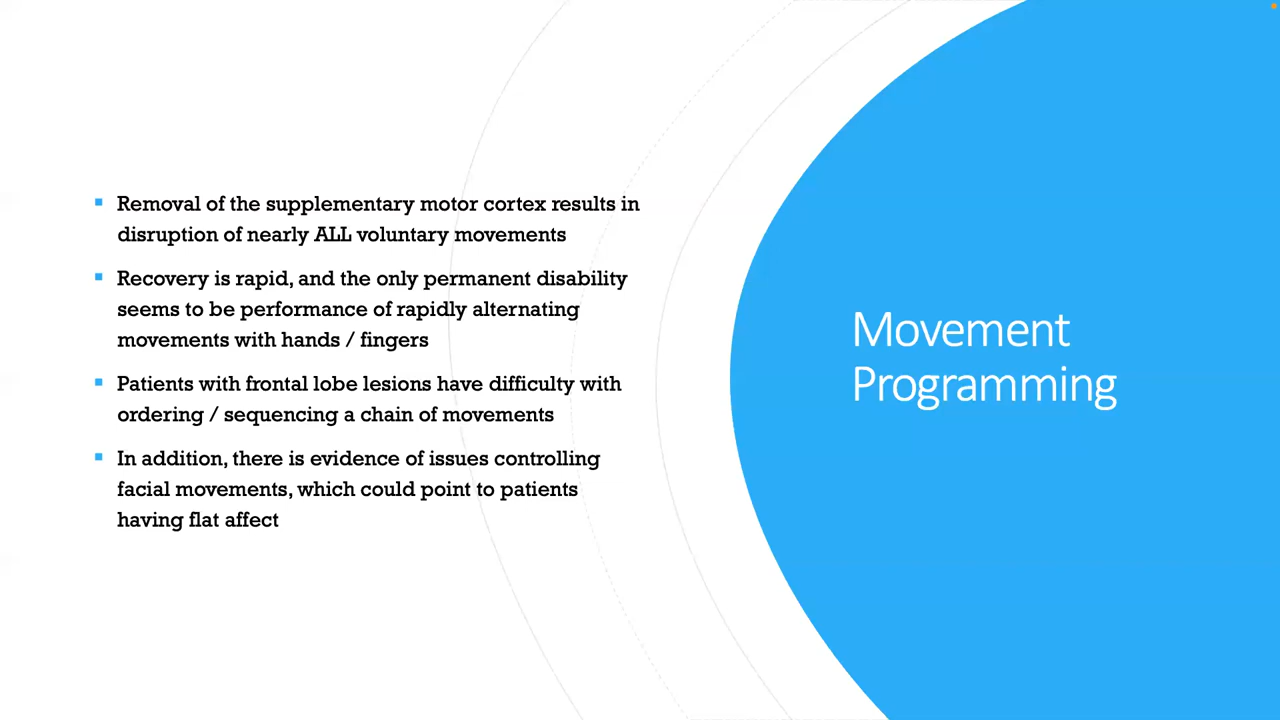 Removal of the supplementary motor cortex results in
disruption of nearly ALL voluntary movements
Recovery is rapid, and the only permanent disability
seems to be performance of rapidly alternating
movements with hands / fingers
Patients with frontal lobe lesions have difficulty with
ordering / sequencing a chain of movements
In addition, there is evidence of issues controlling
facial movements, which could point to patients
having flat affect
Movement
Programming